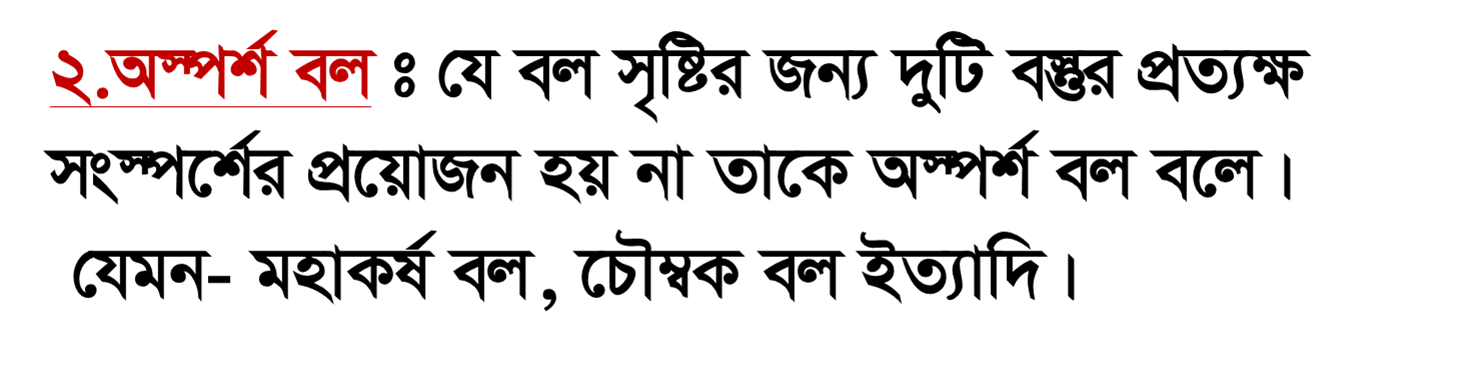 ২.অস্পর্শ বল ঃ যে বল সৃষ্টির জন্য দুটি বস্তুর প্রত্যক্ষ
সংস্পর্শের প্রয়োজন হয় না তাকে অস্পর্শ বল বলে।
যেমন- মহাকর্ষ বল, চৌম্বক বল ইত্যাদি।